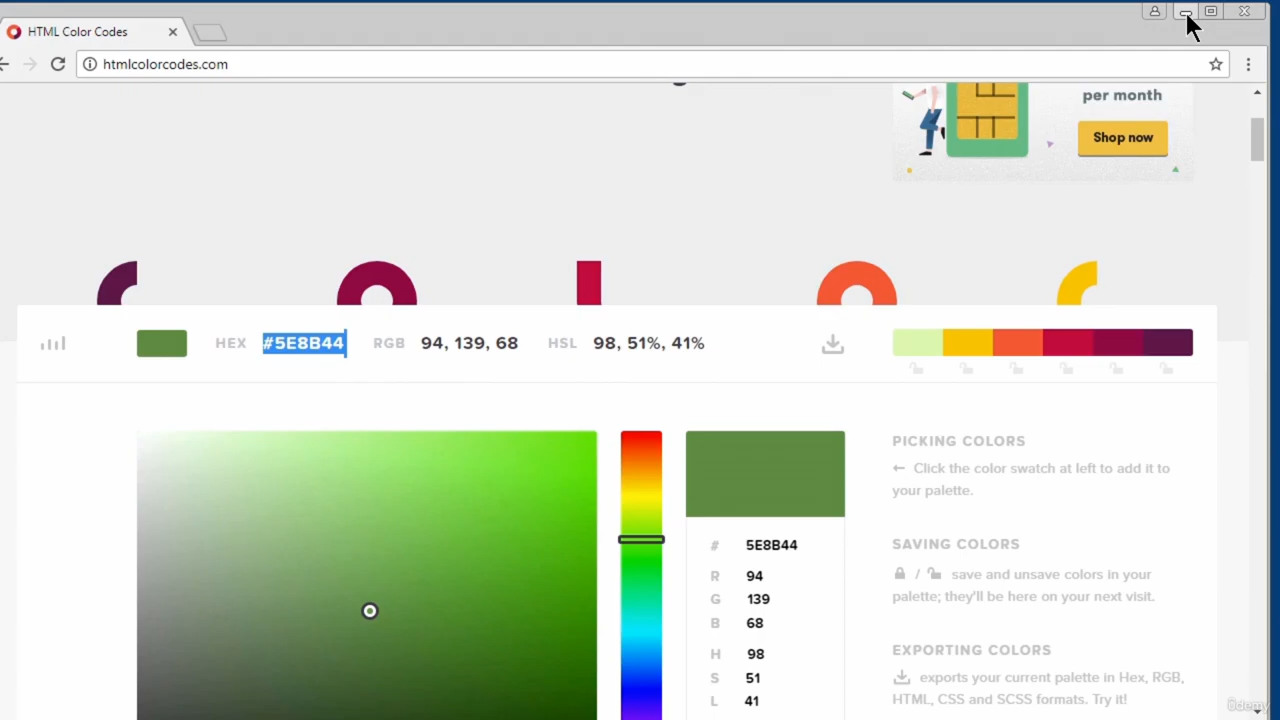 HTML Color Codes
htmlcolorcodes.com
per month
Shop now
HEX #5E8B44 RGB 94, 139, 68 HSL 98, 51%, 41%
# 5E8B44
R 94
G 139
B 68
H 98
S 51
L 41
PICKING COLORS
← Click the color swatch at left to add it to
your palette.
SAVING COLORS
/ save and unsave colors in your
palette; they'll be here on your next visit.
EXPORTING COLORS
exports your current palette in Hex, RGB,
HTML, CSS and SCSS formats. Try it!
ûdemy